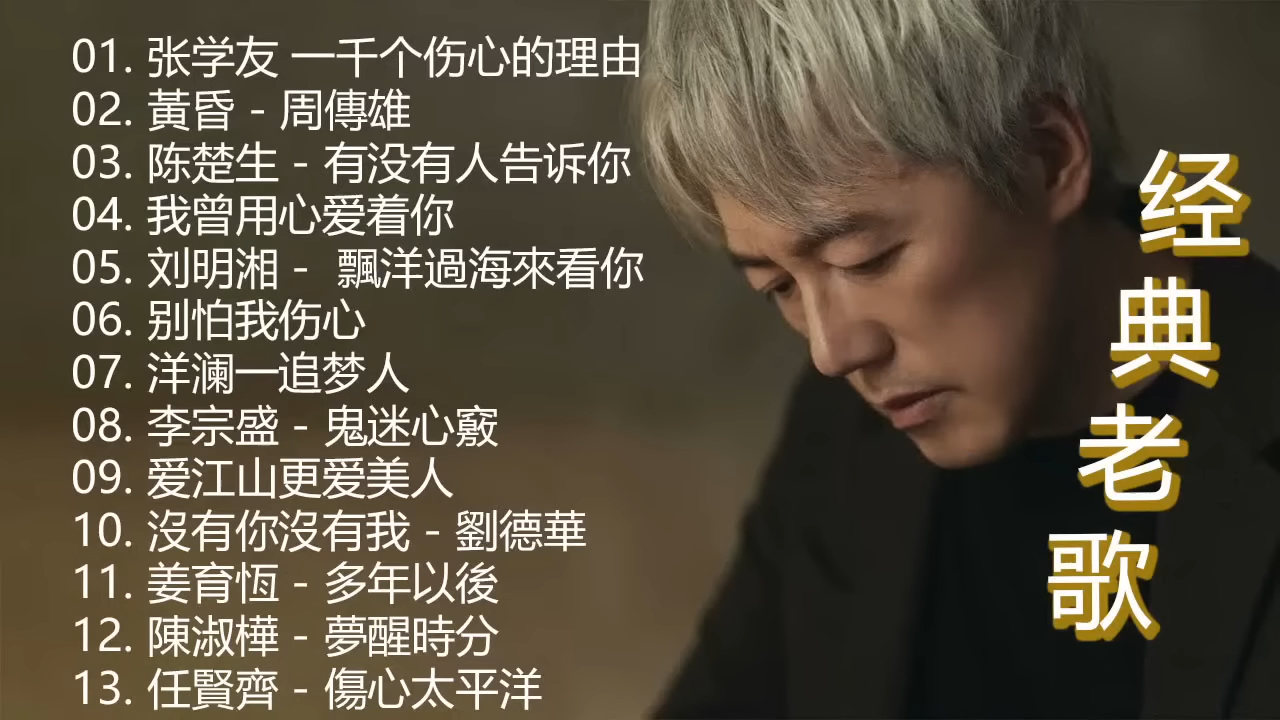 01. 张学友 一千个伤心的理由
02. 黃昏 - 周傳雄
03. 陈楚生 - 有没有人告诉你
04. 我曾用心爱着你
05. 刘明湘 -  飄洋過海來看你
06. 别怕我伤心
07. 洋澜一追梦人
08. 李宗盛 - 鬼迷心竅
09. 爱江山更爱美人
10. 沒有你沒有我 - 劉德華
11. 姜育恆 - 多年以後
12. 陳淑樺 - 夢醒時分
13. 任賢齊 - 傷心太平洋
经典老歌